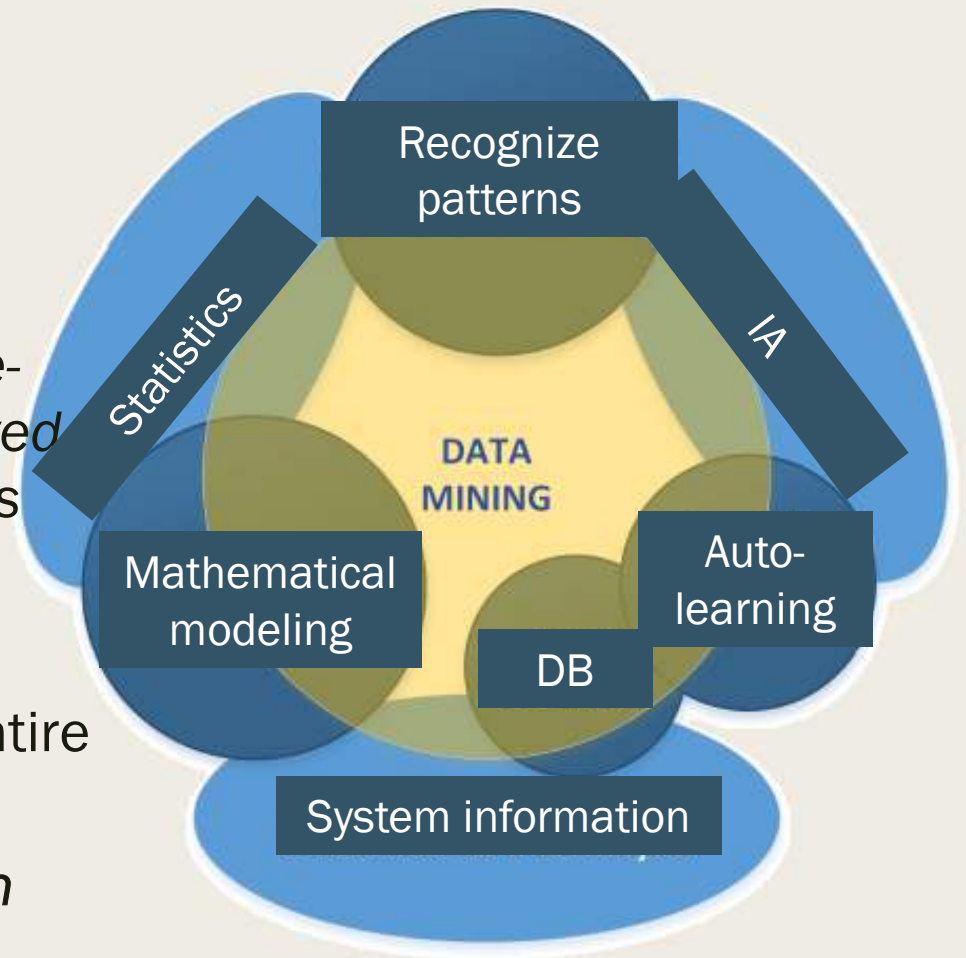 Recognize
patterns
Statistics
IA
DATA
MINING
Mathematical
modeling
Auto-
learning
DB
System information